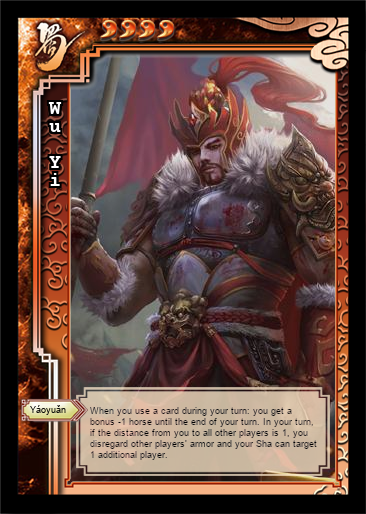 蜀
Wu Yi
Yáoyuǎn
When you use a card during your turn: you get a
bonus -1 horse until the end of your turn. In your turn,
if the distance from you to all other players is 1, you
disregard other players' armor and your Sha can target
1 additional player.